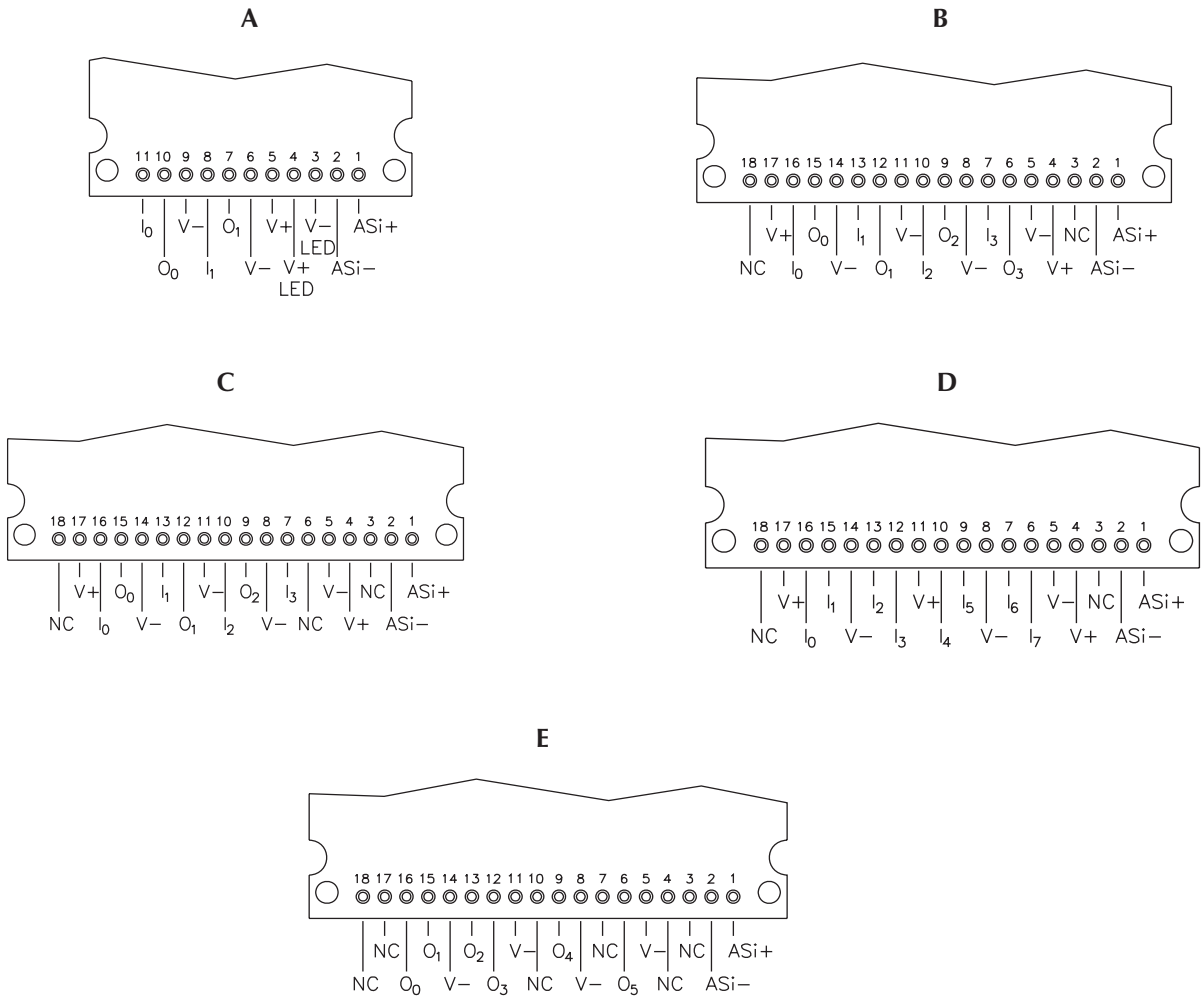 A
B
11 10 9 8 7 6 5 4 3 2 1
I₀ V− O₁ V+ V− ASi+
LED
O₀ I₁ V− V+ ASi−
LED
18 17 16 15 14 13 12 11 10 9 8 7 6 5 4 3 2 1
V+ O₀ I₁ V− O₂ I₃ V− NC ASi+
NC I₀ V− O₁ I₂ V− O₃ V+ ASi−
C
D
18 17 16 15 14 13 12 11 10 9 8 7 6 5 4 3 2 1
V+ O₀ I₁ V− O₂ I₃ V− NC ASi+
NC I₀ V− O₁ I₂ V− NC V+ ASi−
18 17 16 15 14 13 12 11 10 9 8 7 6 5 4 3 2 1
V+ I₁ I₂ V+ I₅ I₆ V− NC ASi+
NC I₀ V− I₃ I₄ V− I₇ V+ ASi−
E
18 17 16 15 14 13 12 11 10 9 8 7 6 5 4 3 2 1
NC O₁ O₂ V− O₄ NC V− NC ASi+
NC O₀ V− O₃ NC V− O₅ NC ASi−